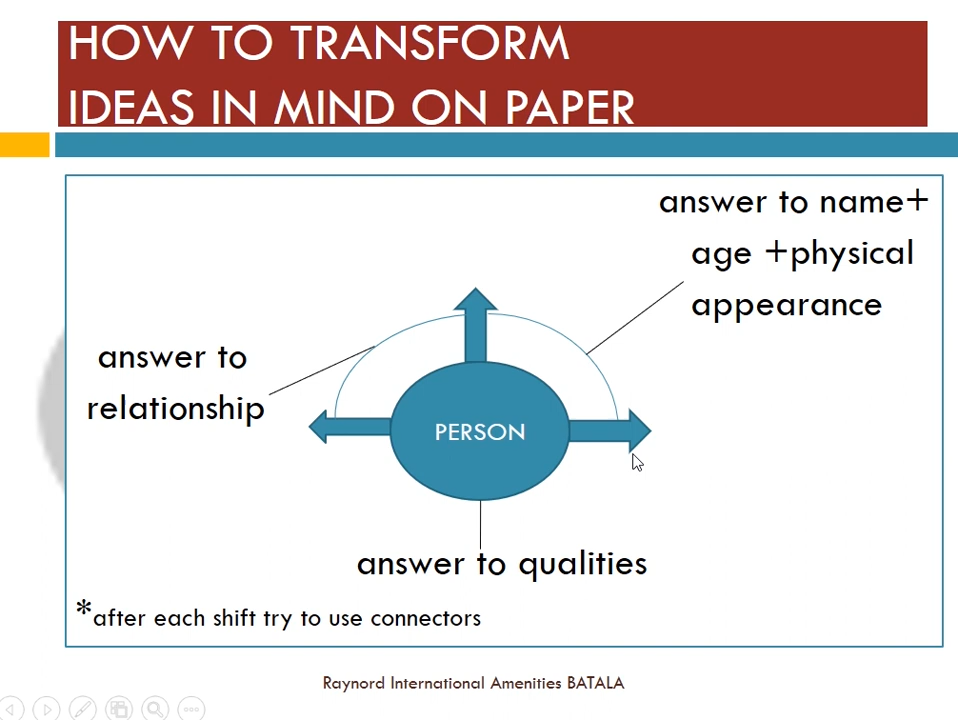 HOW TO TRANSFORM
IDEAS IN MIND ON PAPER
answer to name+
age +physical
appearance
answer to
relationship
PERSON
answer to qualities
*after each shift try to use connectors
Raynord International Amenities BATALA